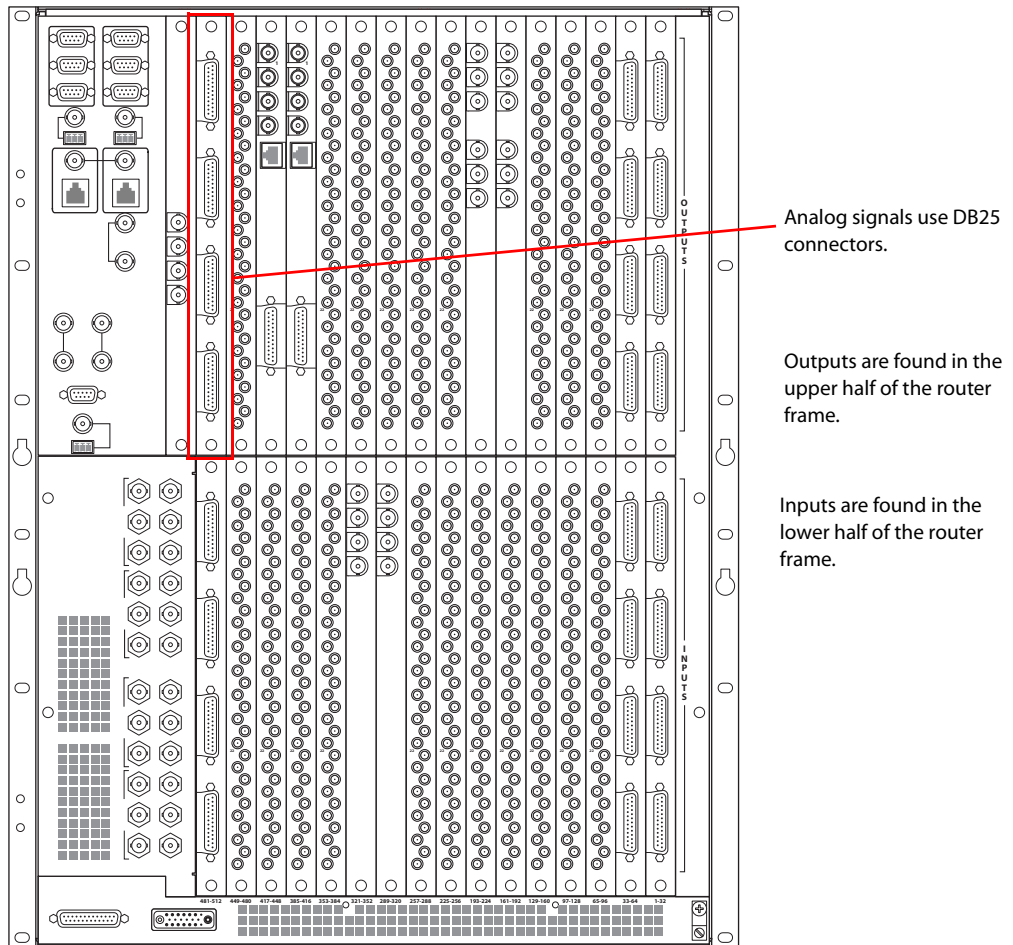 OUTPUTS
Analog signals use DB25
connectors.
Outputs are found in the
upper half of the router
frame.
Inputs are found in the
lower half of the router
frame.
INPUTS
481-512 449-480 417-448 385-416 353-384 321-352 289-320 257-288 225-256 193-224 161-192 129-160 97-128 65-96 33-64 1-32